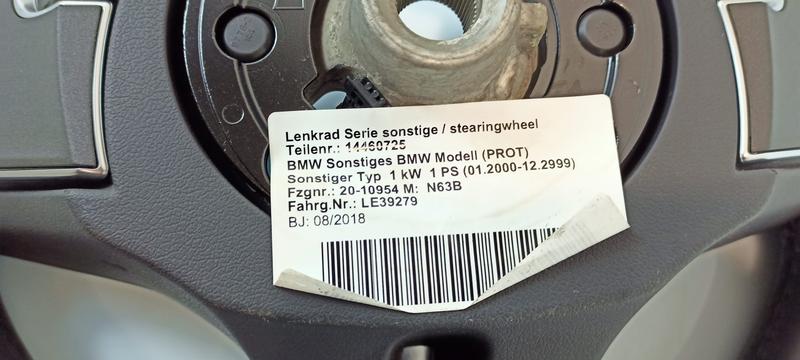 Lenkrad Serie sonstige / stearingwheel
Teilenr.: 14460725
BMW Sonstiges BMW Modell (PROT)
Sonstiger Typ 1 kW 1 PS (01.2000-12.2999)
Fzgnr.: 20-10954 M: N63B
Fahrg.Nr.: LE39279
BJ: 08/2018